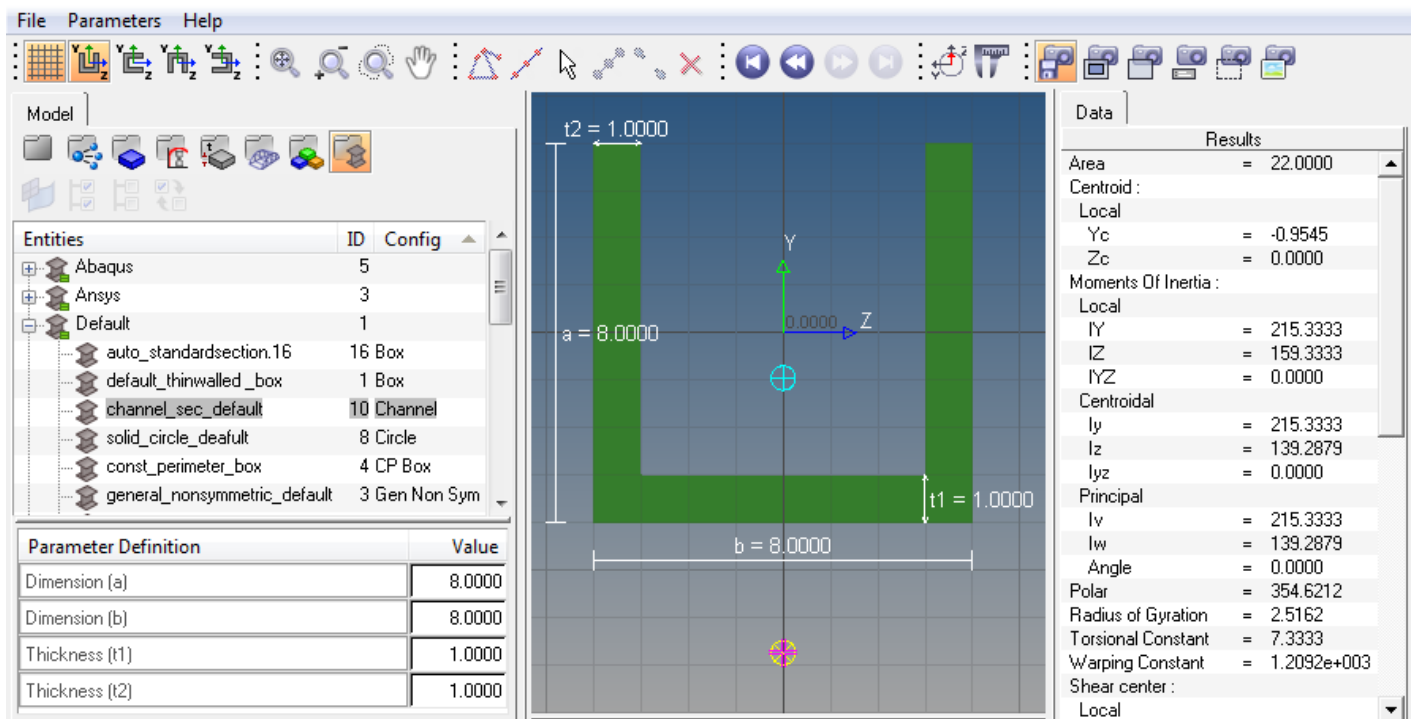 File Parameters Help
Model
Entities ID Config
Abaqus 5
Ansys 3
Default 1
auto_standardsection.16 16 Box
default_thinwalled_box 1 Box
channel_sec_default 10 Channel
solid_circle_deafult 8 Circle
const_perimeter_box 4 CP Box
general_nonsymmetric_default 3 Gen Non Sym
Parameter Definition Value
Dimension (a) 8.0000
Dimension (b) 8.0000
Thickness (t1) 1.0000
Thickness (t2) 1.0000
t2 = 1.0000
Y
0.0000 Z
a = 8.0000
t1 = 1.0000
b = 8.0000
Data
Results
Area = 22.0000
Centroid :
Local
Yc = -0.9545
Zc = 0.0000
Moments Of Inertia :
Local
IY = 215.3333
IZ = 159.3333
IYZ = 0.0000
Centroidal
Iy = 215.3333
Iz = 139.2879
Iyz = 0.0000
Principal
Iv = 215.3333
Iw = 139.2879
Angle = 0.0000
Polar = 354.6212
Radius of Gyration = 2.5162
Torsional Constant = 7.3333
Warping Constant = 1.2092e+003
Shear center :
Local